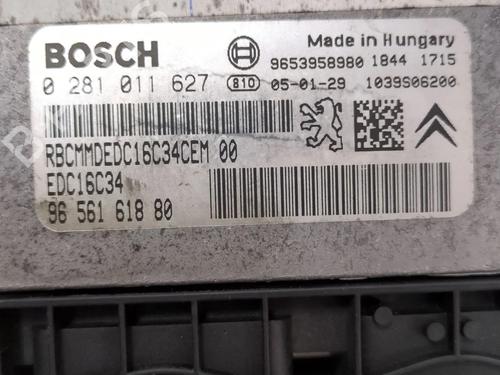 BOSCH
Made in Hungary
9653958980 1844 1715
0 281 011 627 810 05-01-29 1039S06200
RBCMMDEDC16C34CEM 00
EDC16C34
96 561 618 80